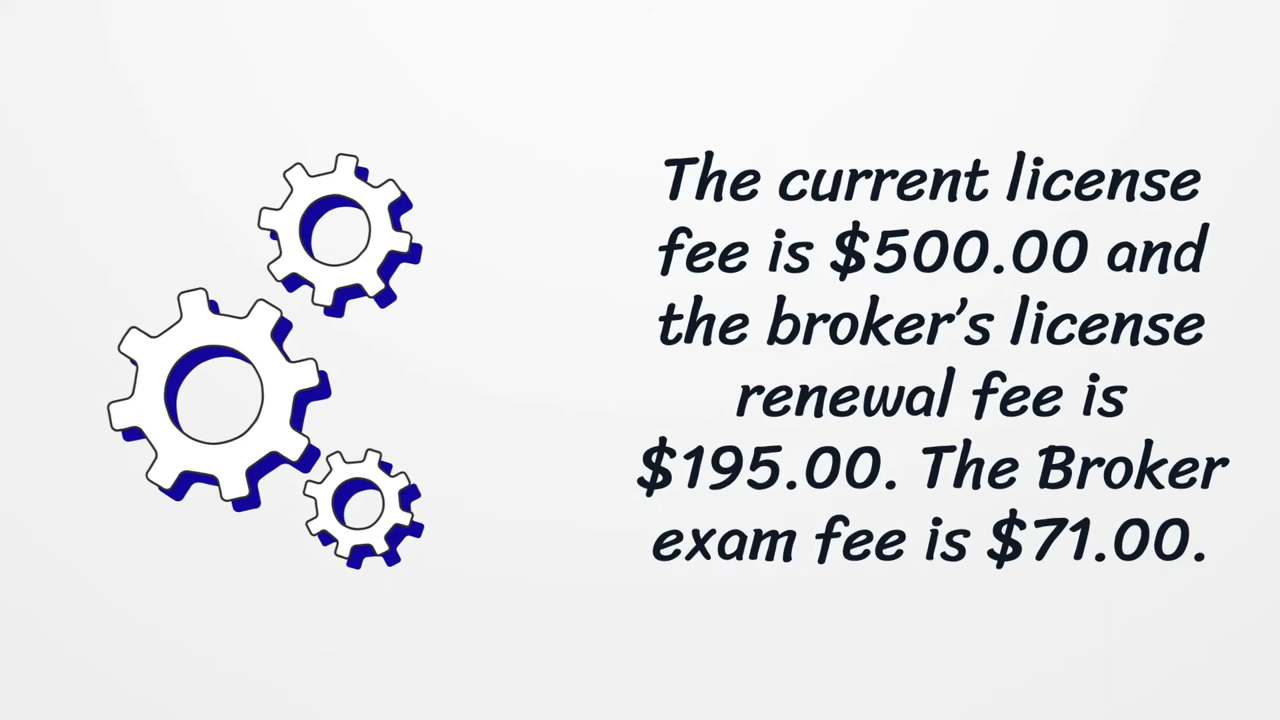 The current license
fee is $500.00 and
the broker’s license
renewal fee is
$195.00. The Broker
exam fee is $71.00.